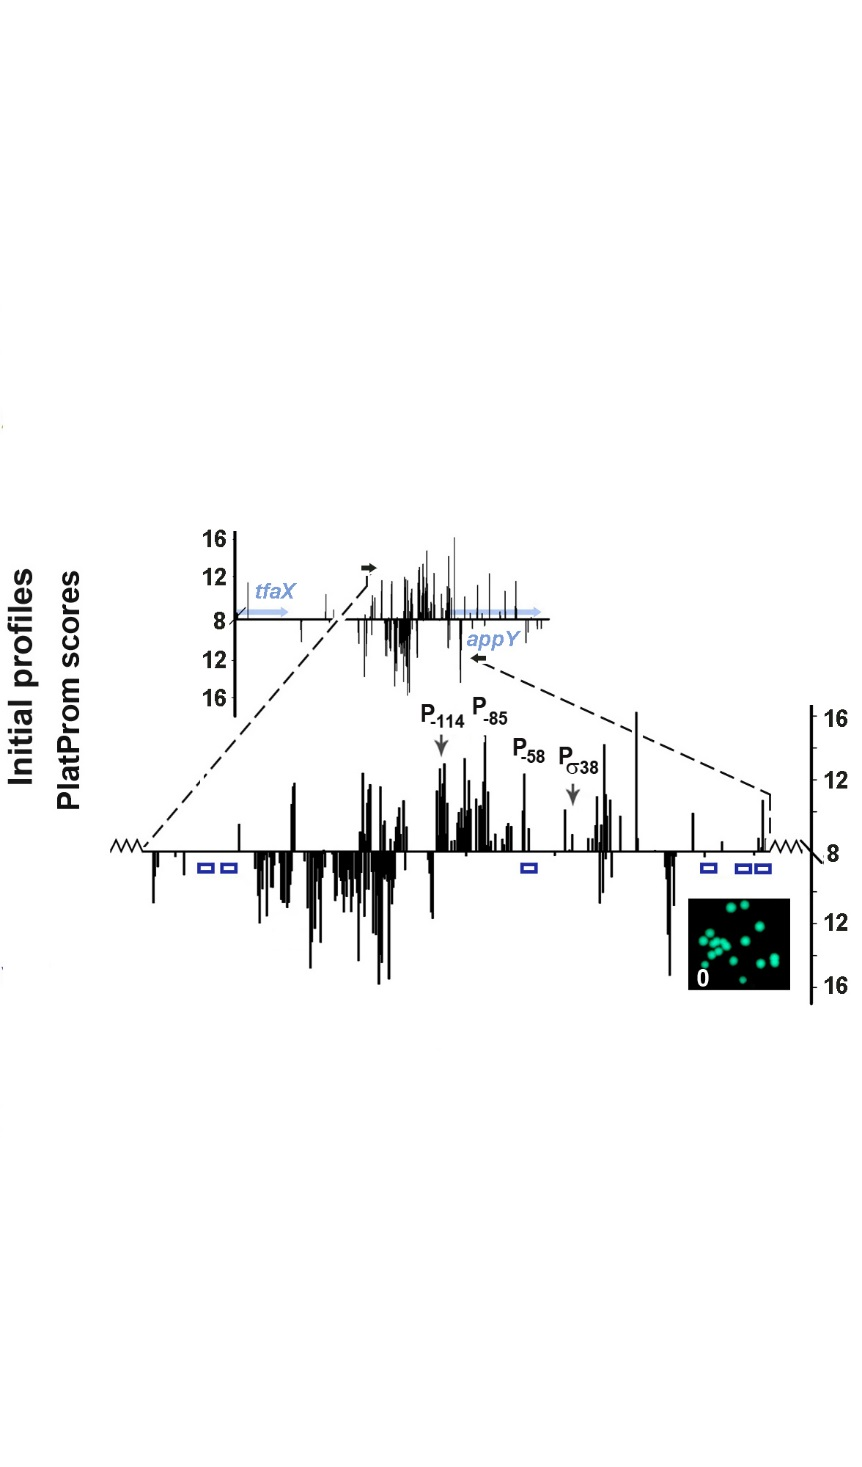 Initial profiles
PlatProm scores
16
12
8
12
16
tfaX
appY
P-114
P-85
P-58
Pσ38
16
12
8
12
16
0